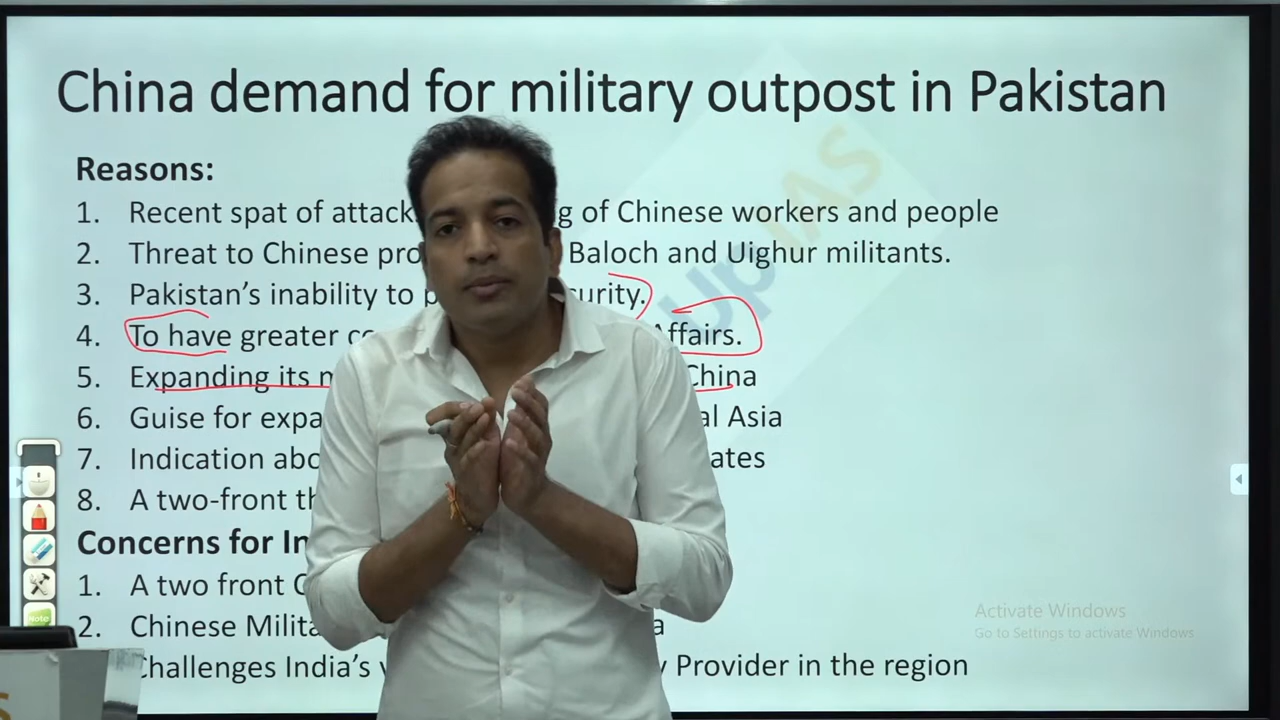 China demand for military outpost in Pakistan
Reasons:
1. Recent spat of attack g of Chinese workers and people
2. Threat to Chinese pro Baloch and Uighur militants.
3. Pakistan's inability to p urity.
4. To have greater co Affairs.
5. Expanding its m China
6. Guise for expa al Asia
7. Indication abo ates
8. A two-front th
Concerns for In
1. A two front
2. Chinese Milita a
Challenges India's v y Provider in the region
UpIAS
Activate Windows
Go to Settings to activate Windows
Note
S